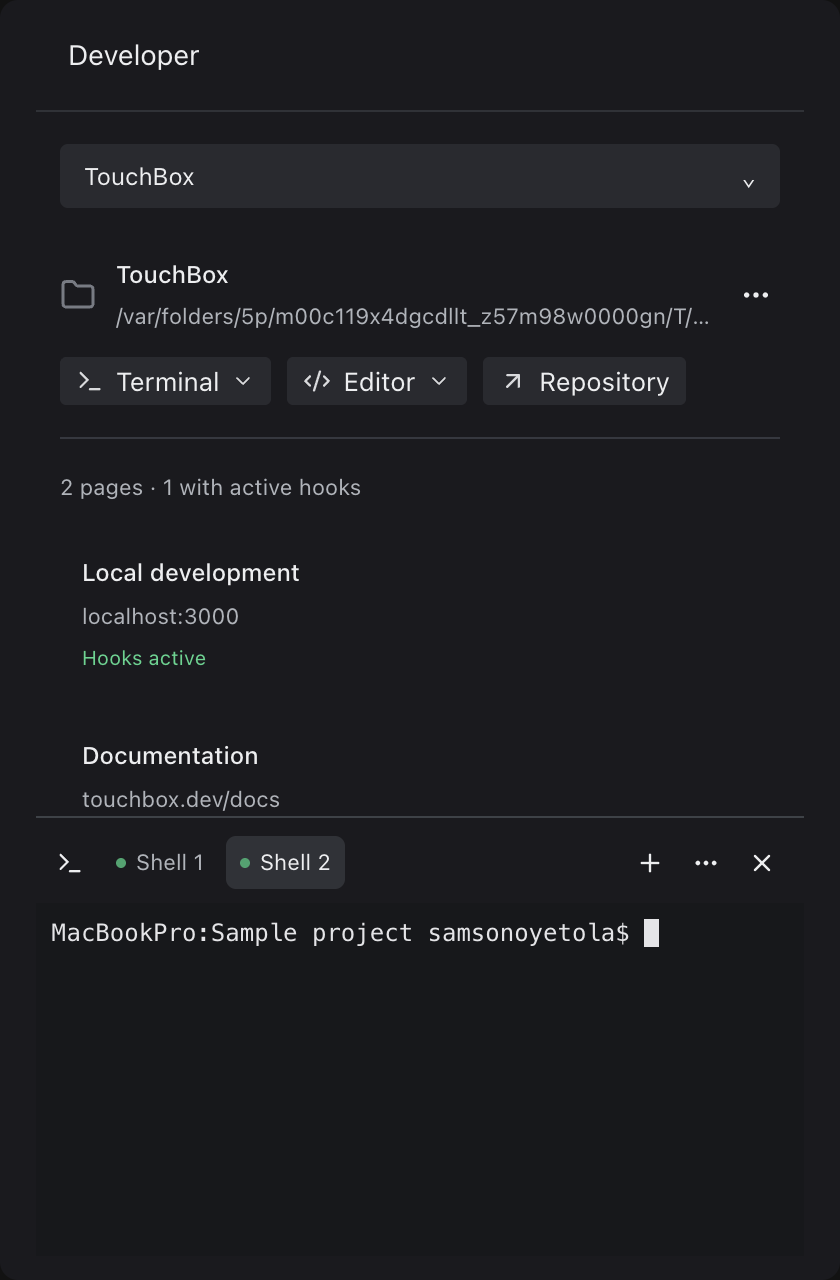 Developer
TouchBox
TouchBox
/var/folders/5p/m00c119x4dgcdllt_z57m98w0000gn/T/...
Terminal
Editor
Repository
2 pages · 1 with active hooks
Local development
localhost:3000
Hooks active
Documentation
touchbox.dev/docs
Shell 1
Shell 2
MacBookPro:Sample project samsonoyetola$